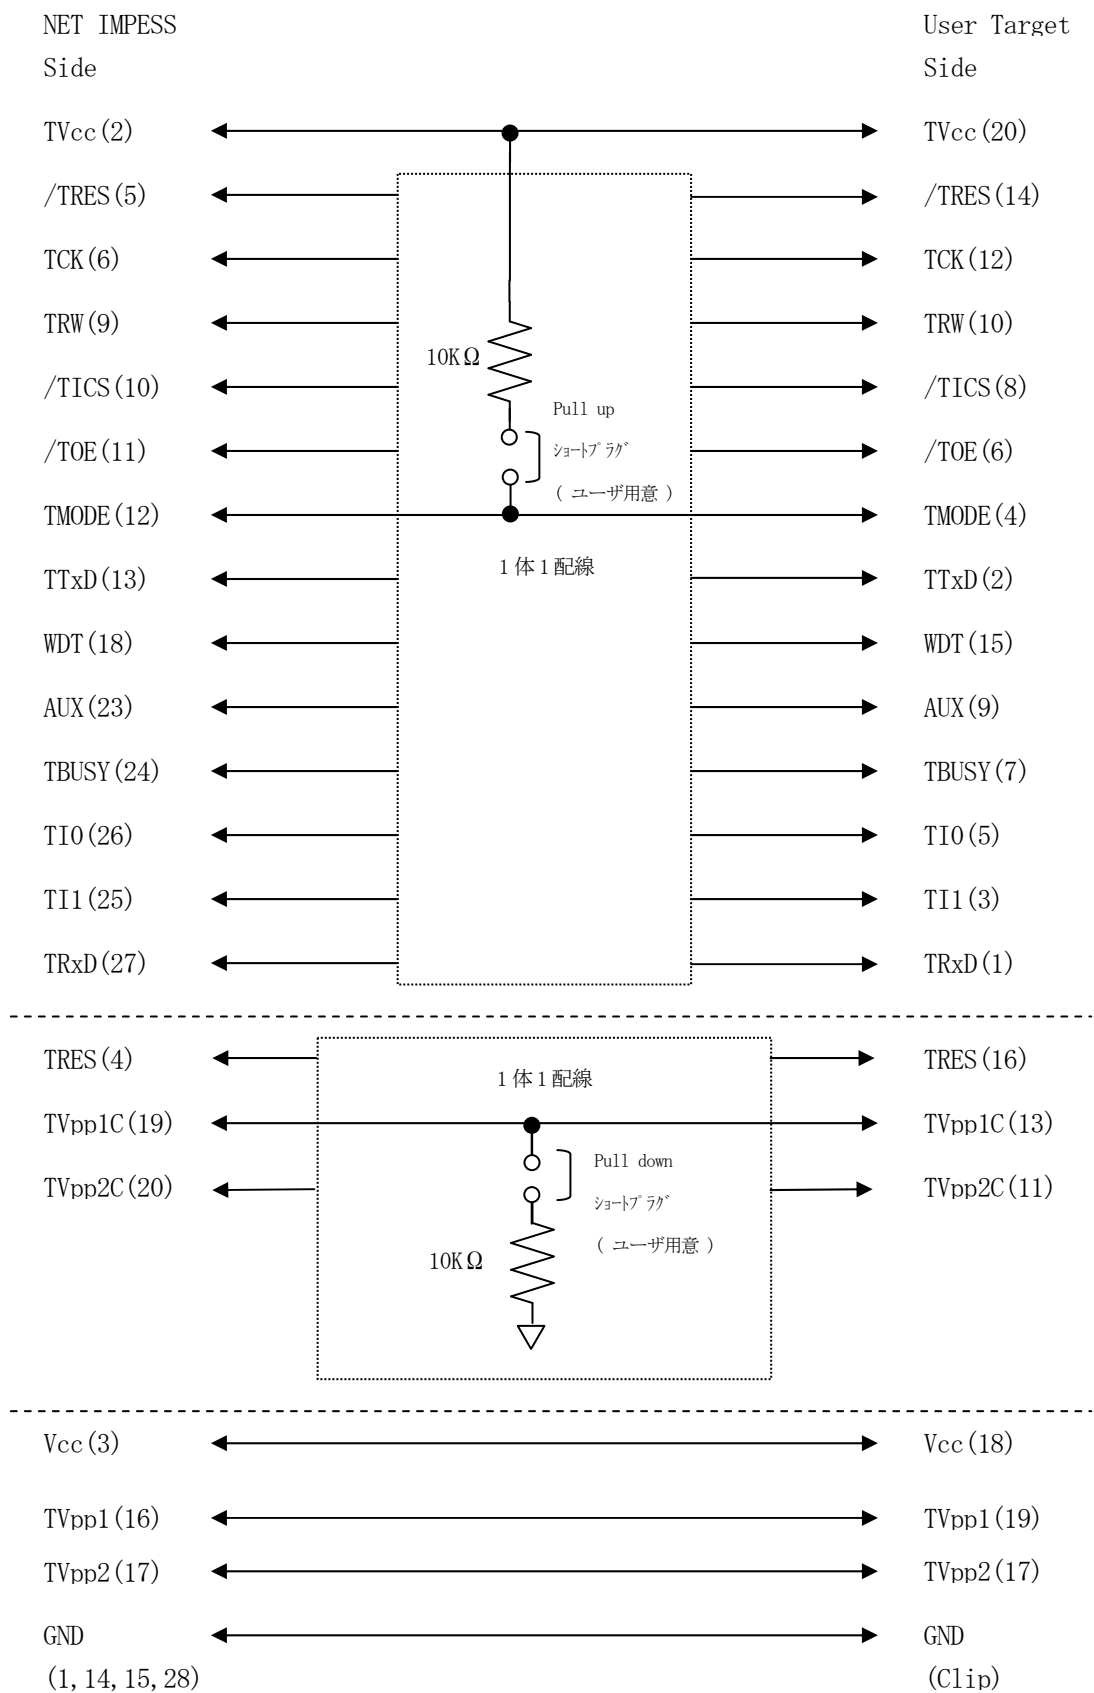 NET IMPESS User Target
Side Side
TVcc(2) TVcc(20)
/TRES(5) /TRES(14)
TCK(6) TCK(12)
TRW(9) TRW(10)
10KΩ
/TICS(10) /TICS(8)
Pull up
/TOE(11) ｼｮｰﾄﾌﾟﾗｸﾞ /TOE(6)
( ユーザ用意 )
TMODE(12) TMODE(4)
1体1配線
TTxD(13) TTxD(2)
WDT(18) WDT(15)
AUX(23) AUX(9)
TBUSY(24) TBUSY(7)
TI0(26) TI0(5)
TI1(25) TI1(3)
TRxD(27) TRxD(1)
TRES(4) TRES(16)
1体1配線
TVpp1C(19) TVpp1C(13)
Pull down
TVpp2C(20) TVpp2C(11)
ｼｮｰﾄﾌﾟﾗｸﾞ
( ユーザ用意 )
10KΩ
Vcc(3) Vcc(18)
TVpp1(16) TVpp1(19)
TVpp2(17) TVpp2(17)
GND GND
(1,14,15,28) (Clip)